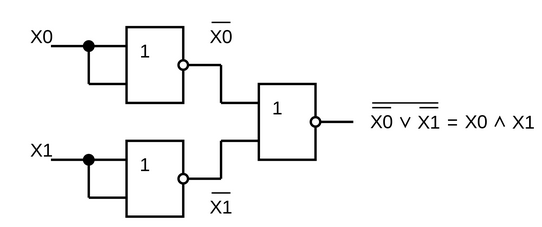 X0
1
X̅0̅
1
X̅0̅ ∨ X̅1̅ = X0 ∧ X1
X1
1
X̅1̅